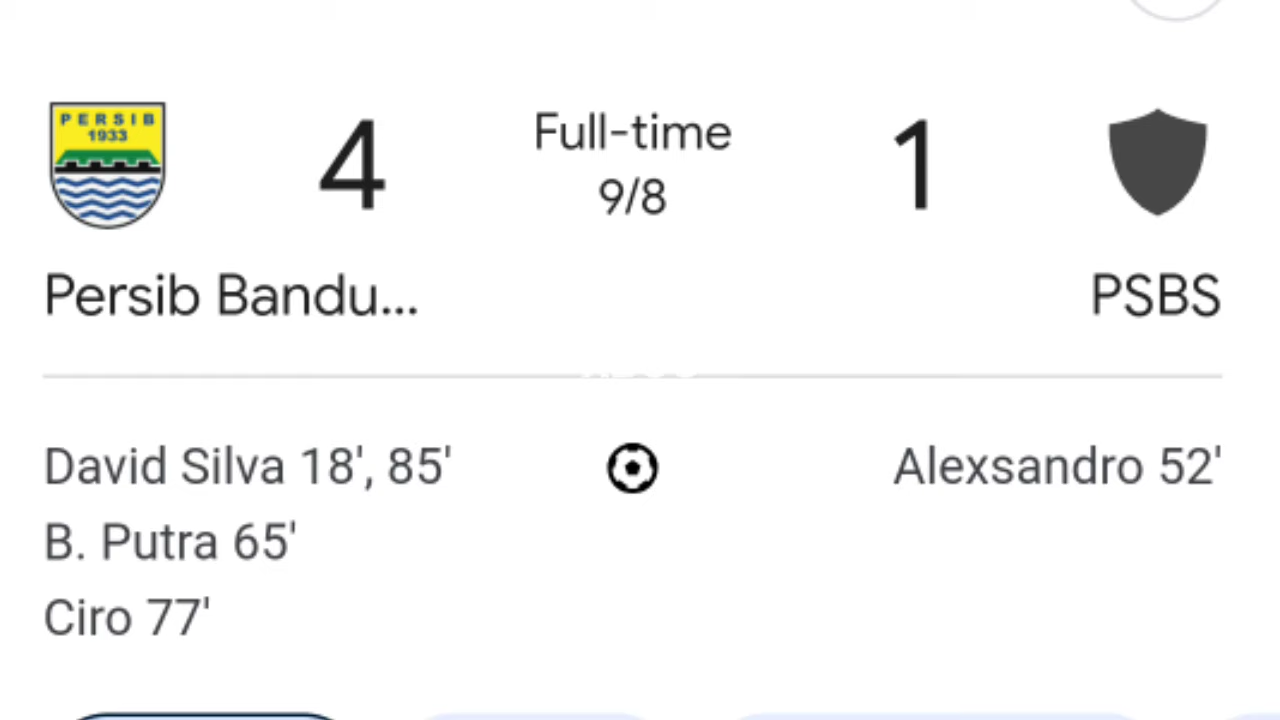 PERSIB
1933
4
Full-time
9/8
1
Persib Bandu...
PSBS
David Silva 18', 85'
Alexsandro 52'
B. Putra 65'
Ciro 77'